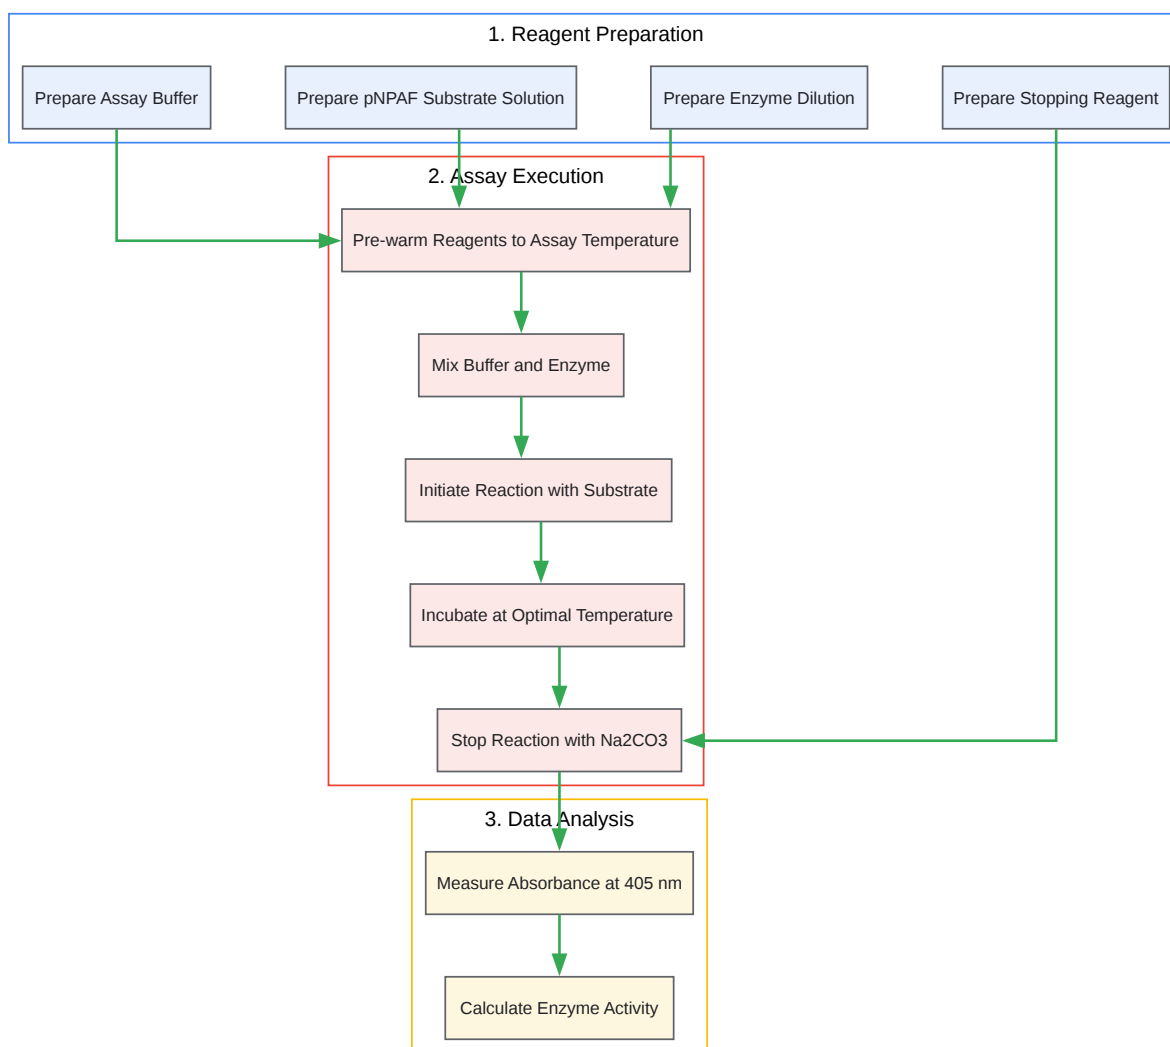 1. Reagent Preparation
Prepare Assay Buffer
Prepare pNPAF Substrate Solution
Prepare Enzyme Dilution
Prepare Stopping Reagent
2. Assay Execution
Pre-warm Reagents to Assay Temperature
Mix Buffer and Enzyme
Initiate Reaction with Substrate
Incubate at Optimal Temperature
Stop Reaction with Na2CO3
3. Data Analysis
Measure Absorbance at 405 nm
Calculate Enzyme Activity